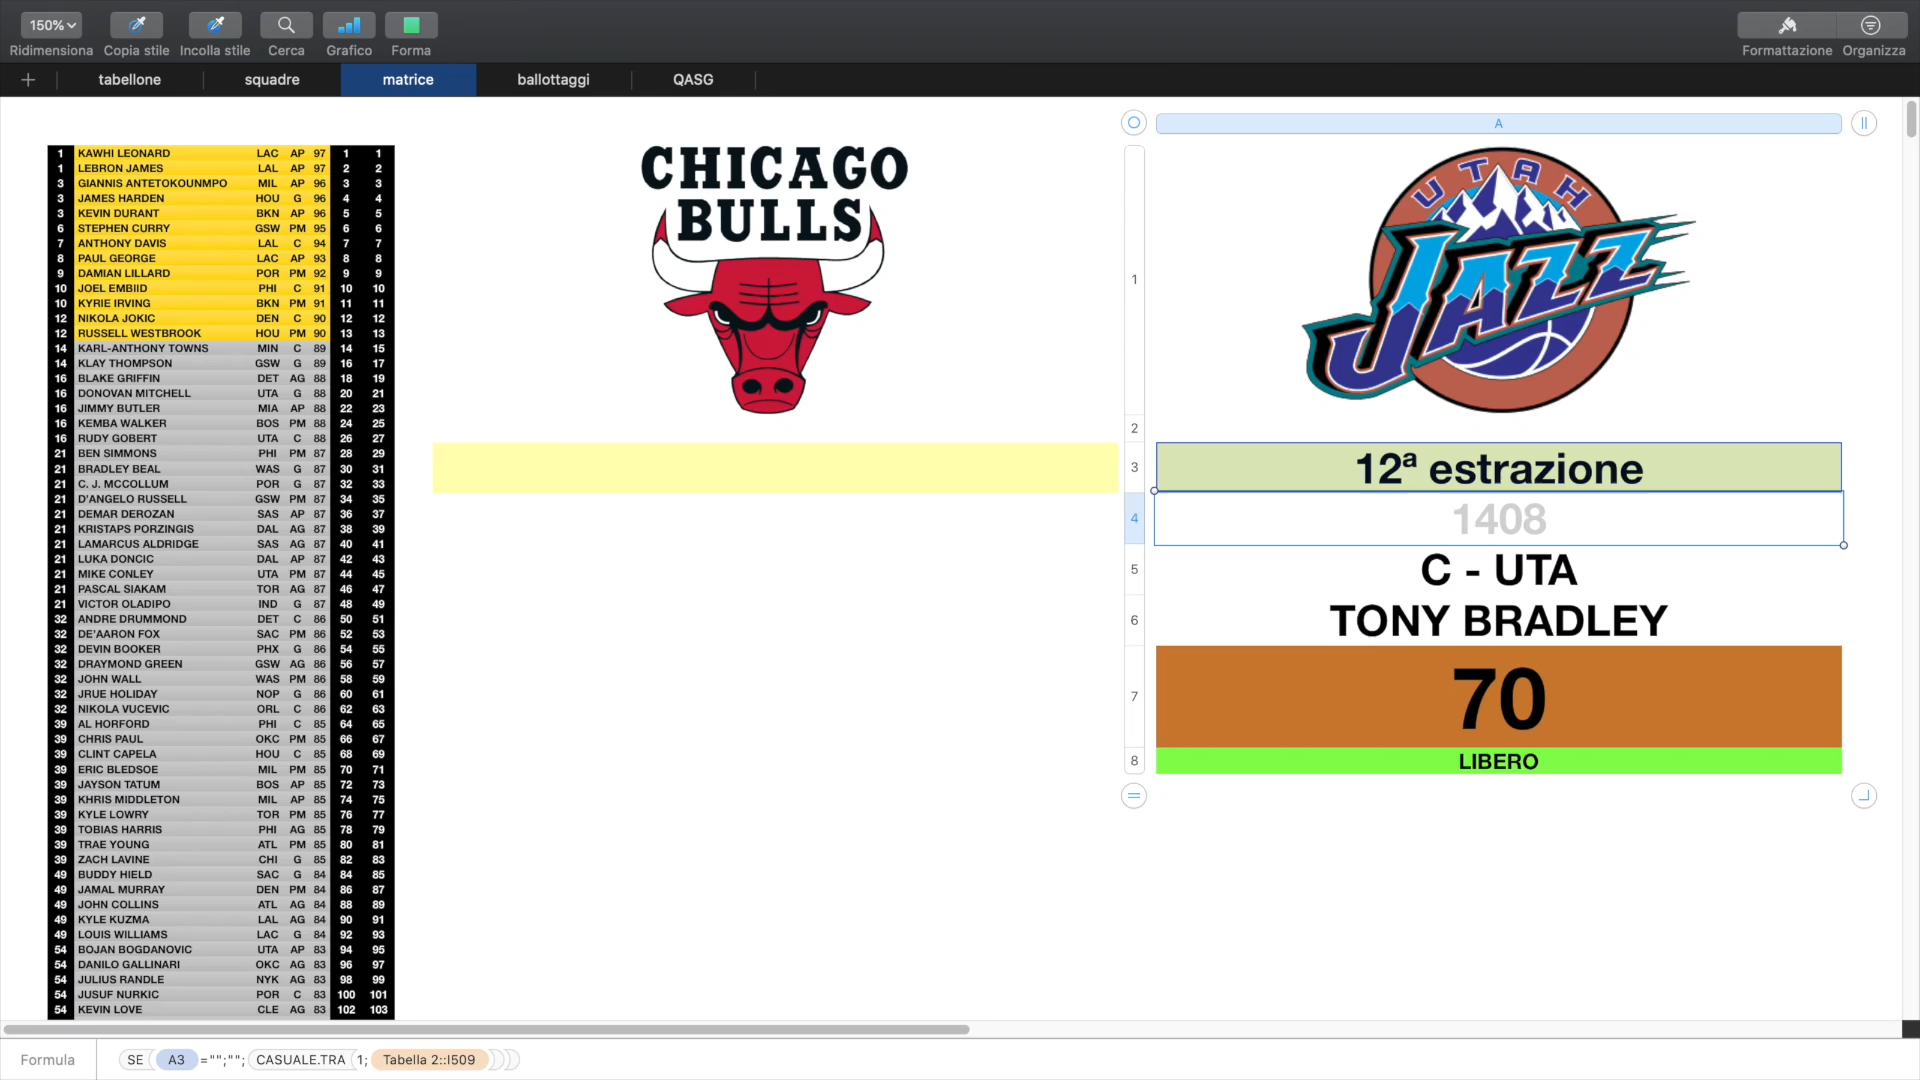 150%
Ridimensiona
Copia stile
Incolla stile
Cerca
Grafico
Forma
Formattazione
Organizza
tabellone
squadre
matrice
ballottaggi
QASG
1 KAWHI LEONARD LAC AP 97 1 1
1 LEBRON JAMES LAL AP 97 2 2
3 GIANNIS ANTETOKOUNMPO MIL AP 96 3 3
3 JAMES HARDEN HOU G 96 4 4
3 KEVIN DURANT BKN AP 96 5 5
6 STEPHEN CURRY GSW PM 95 6 6
7 ANTHONY DAVIS LAL C 94 7 7
8 PAUL GEORGE LAC AP 93 8 8
9 DAMIAN LILLARD POR PM 92 9 9
10 JOEL EMBIID PHI C 91 10 10
10 KYRIE IRVING BKN PM 91 11 11
12 NIKOLA JOKIC DEN C 90 12 12
12 RUSSELL WESTBROOK HOU PM 90 13 13
14 KARL-ANTHONY TOWNS MIN C 89 14 15
14 KLAY THOMPSON GSW G 89 16 17
16 BLAKE GRIFFIN DET AG 88 18 19
16 DONOVAN MITCHELL UTA G 88 20 21
16 JIMMY BUTLER MIA AP 88 22 23
16 KEMBA WALKER BOS PM 88 24 25
16 RUDY GOBERT UTA C 88 26 27
21 BEN SIMMONS PHI PM 87 28 29
21 BRADLEY BEAL WAS G 87 30 31
21 C. J. MCCOLLUM POR G 87 32 33
21 D'ANGELO RUSSELL GSW PM 87 34 35
21 DEMAR DEROZAN SAS AP 87 36 37
21 KRISTAPS PORZINGIS DAL AG 87 38 39
21 LAMARCUS ALDRIDGE SAS AG 87 40 41
21 LUKA DONCIC DAL AP 87 42 43
21 MIKE CONLEY UTA PM 87 44 45
21 PASCAL SIAKAM TOR AG 87 46 47
21 VICTOR OLADIPO IND G 87 48 49
32 ANDRE DRUMMOND DET C 86 50 51
32 DE'AARON FOX SAC PM 86 52 53
32 DEVIN BOOKER PHX G 86 54 55
32 DRAYMOND GREEN GSW AG 86 56 57
32 JOHN WALL WAS PM 86 58 59
32 JRUE HOLIDAY NOP G 86 60 61
32 NIKOLA VUCEVIC ORL C 86 62 63
39 AL HORFORD PHI C 85 64 65
39 CHRIS PAUL OKC PM 85 66 67
39 CLINT CAPELA HOU C 85 68 69
39 ERIC BLEDSOE MIL PM 85 70 71
39 JAYSON TATUM BOS AP 85 72 73
39 KHRIS MIDDLETON MIL AP 85 74 75
39 KYLE LOWRY TOR PM 85 76 77
39 TOBIAS HARRIS PHI AG 85 78 79
39 TRAE YOUNG ATL PM 85 80 81
39 ZACH LAVINE CHI G 85 82 83
49 BUDDY HIELD SAC G 84 84 85
49 JAMAL MURRAY DEN PM 84 86 87
49 JOHN COLLINS ATL AG 84 88 89
49 KYLE KUZMA LAL AG 84 90 91
49 LOUIS WILLIAMS LAC G 84 92 93
54 BOJAN BOGDANOVIC UTA AP 83 94 95
54 DANILO GALLINARI OKC AG 83 96 97
54 JULIUS RANDLE NYK AG 83 98 99
54 JUSUF NURKIC POR C 83 100 101
54 KEVIN LOVE CLE AG 83 102 103
CHICAGO
BULLS
A
UTAH
JAZZ
1
2
3 12ª estrazione
4 1408
5 C - UTA
6 TONY BRADLEY
7 70
8 LIBERO
Formula
SE ( A3 ="";""; CASUALE.TRA ( 1; Tabella 2::I509 ) )